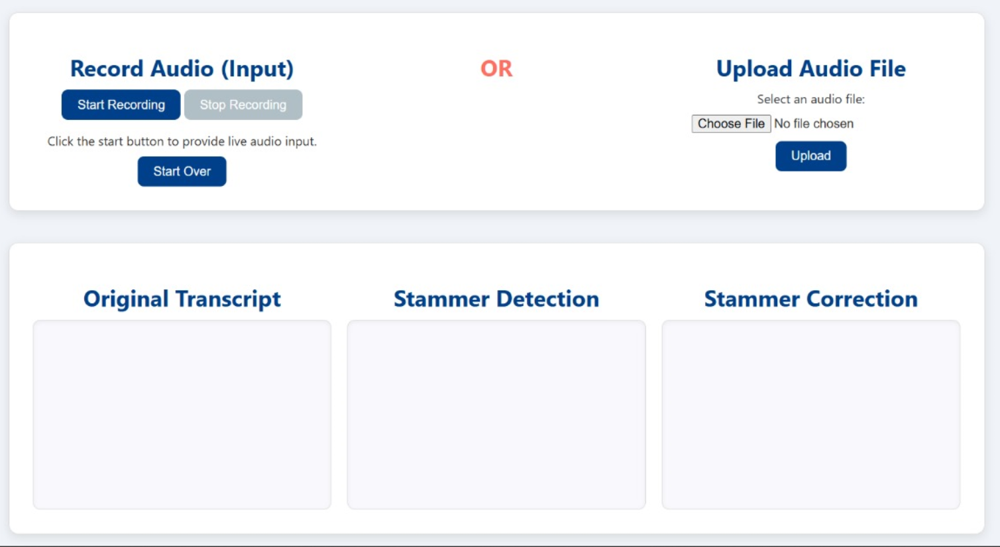 Record Audio (Input)
Start Recording Stop Recording
Click the start button to provide live audio input.
Start Over
OR
Upload Audio File
Select an audio file:
Choose File No file chosen
Upload
Original Transcript
Stammer Detection
Stammer Correction